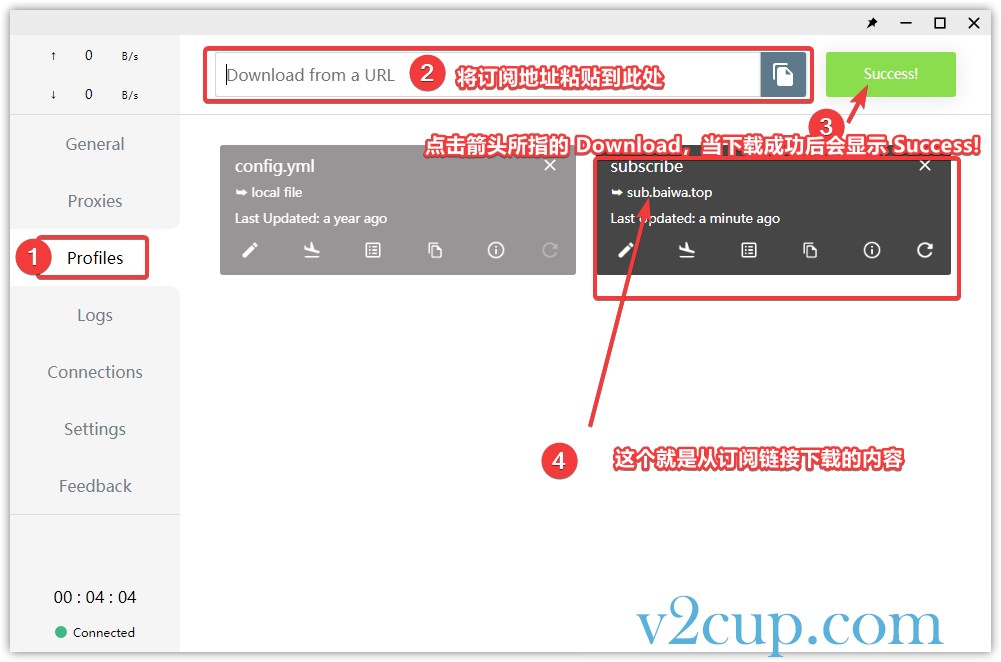 ↑ 0 B/s
↓ 0 B/s
General
Proxies
1 Profiles
Logs
Connections
Settings
Feedback
00 : 04 : 04
Connected
Download from a URL 2 将订阅地址粘贴到此处
Success!
3
点击箭头所指的 Download，当下载成功后会显示 Success!
config.yml
local file
Last Updated: a year ago
subscribe
sub.baiwa.top
Last Updated: a minute ago
4 这个就是从订阅链接下载的内容
v2cup.com